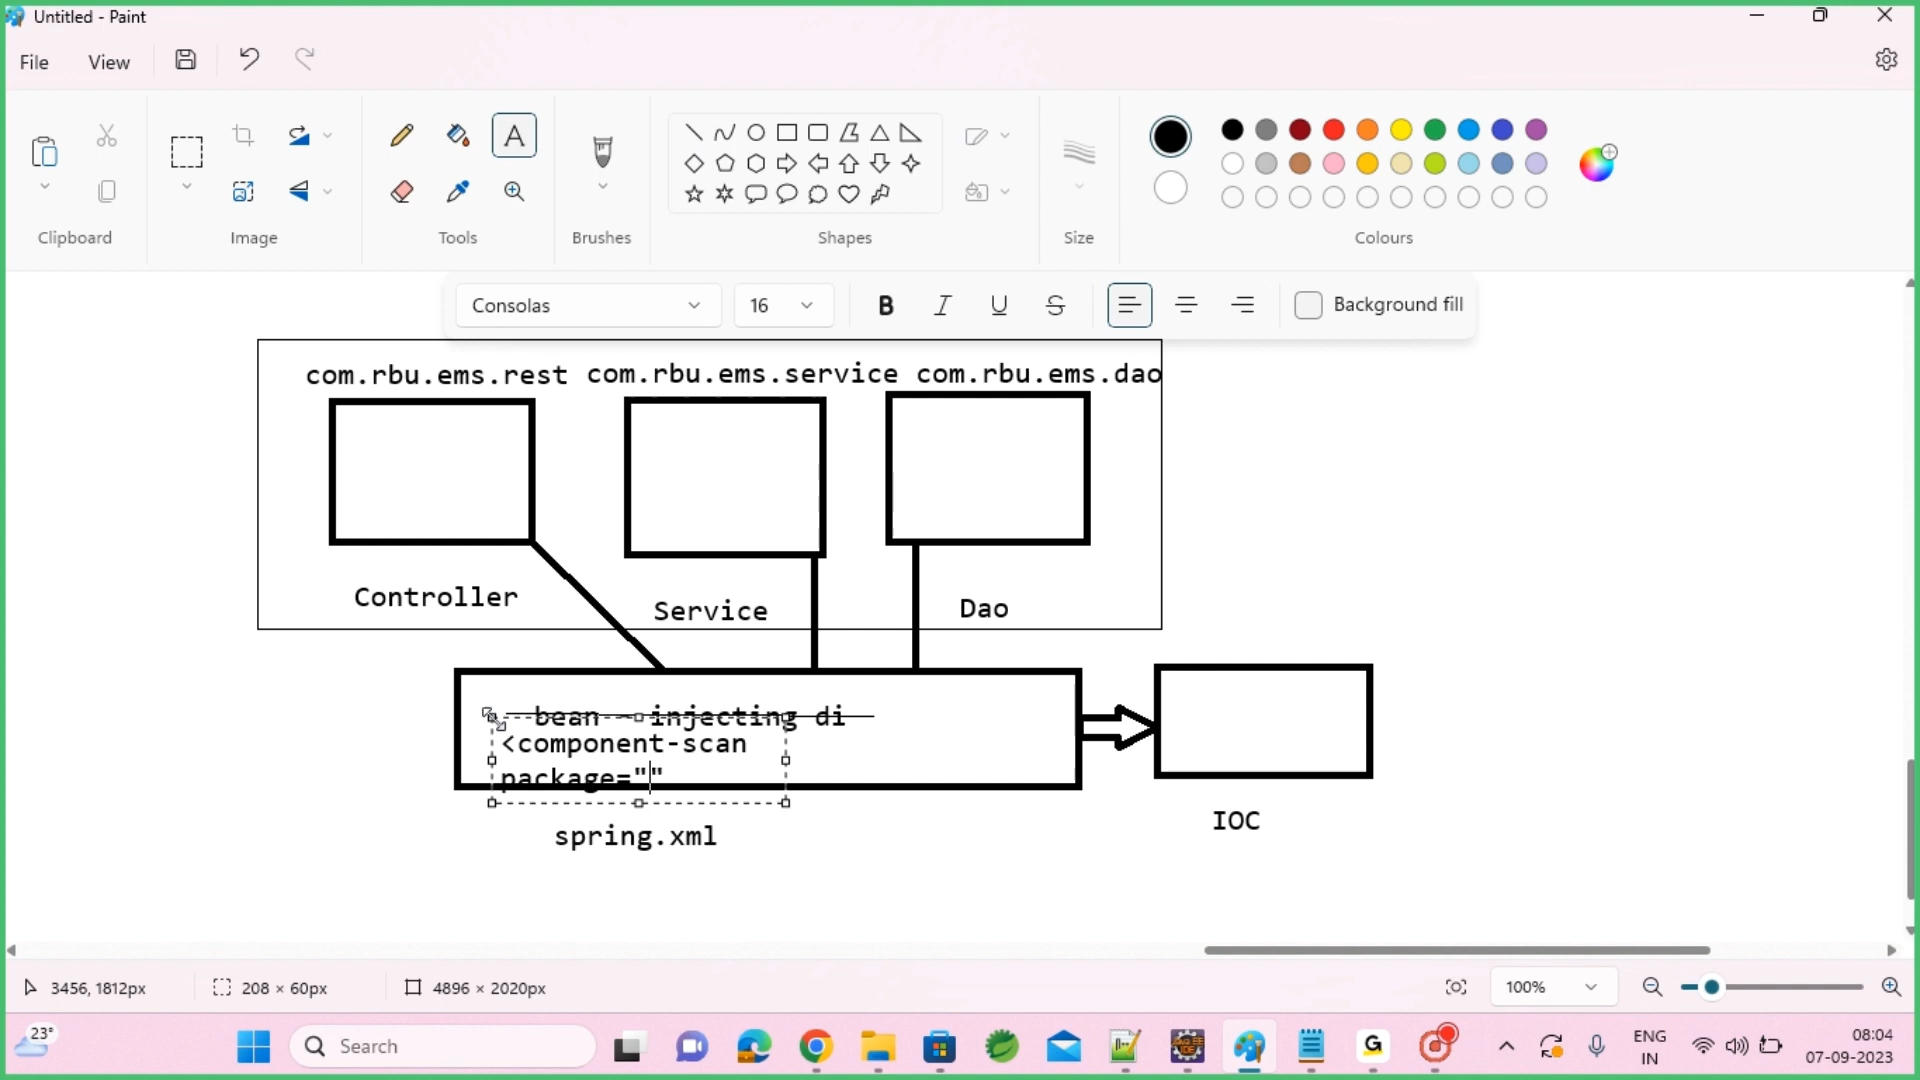 Untitled - Paint
File
View
Clipboard
Image
Tools
Brushes
Shapes
Size
Colours
Consolas
16
B
I
U
S
Background fill
com.rbu.ems.rest com.rbu.ems.service com.rbu.ems.dao
Controller
Service
Dao
bean - injecting di
<component-scan
package=""
spring.xml
IOC
3456, 1812px
208 × 60px
4896 × 2020px
100%
23°
Search
ENG
IN
08:04
07-09-2023